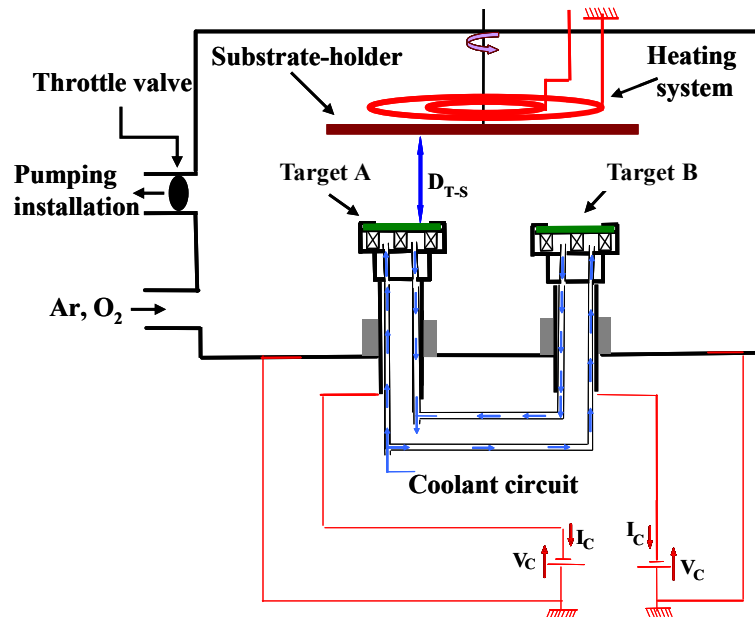 Substrate-holder
Heating
system
Throttle valve
Pumping
installation
Target A
D_T-S
Target B
Ar, O₂
Coolant circuit
I_C
V_C
I_C
V_C